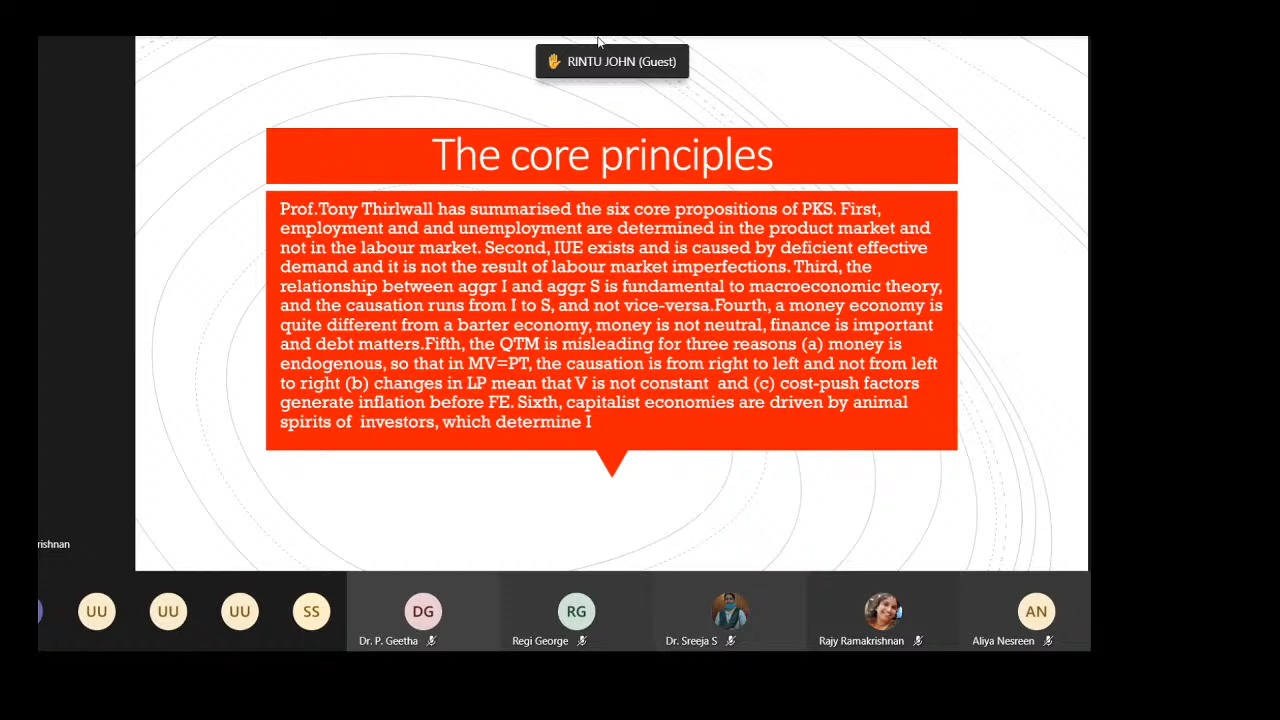 RINTU JOHN (Guest)
The core principles
Prof.Tony Thirlwall has summarised the six core propositions of PKS. First,
employment and and unemployment are determined in the product market and
not in the labour market. Second, IUE exists and is caused by deficient effective
demand and it is not the result of labour market imperfections. Third, the
relationship between aggr I and aggr S is fundamental to macroeconomic theory,
and the causation runs from I to S, and not vice-versa.Fourth, a money economy is
quite different from a barter economy, money is not neutral, finance is important
and debt matters.Fifth, the QTM is misleading for three reasons (a) money is
endogenous, so that in MV=PT, the causation is from right to left and not from left
to right (b) changes in LP mean that V is not constant and (c) cost-push factors
generate inflation before FE. Sixth, capitalist economies are driven by animal
spirits of investors, which determine I
rishnan
UU UU UU SS DG RG AN
Dr. P. Geetha Regi George Dr. Sreeja S Rajy Ramakrishnan Aliya Nesreen